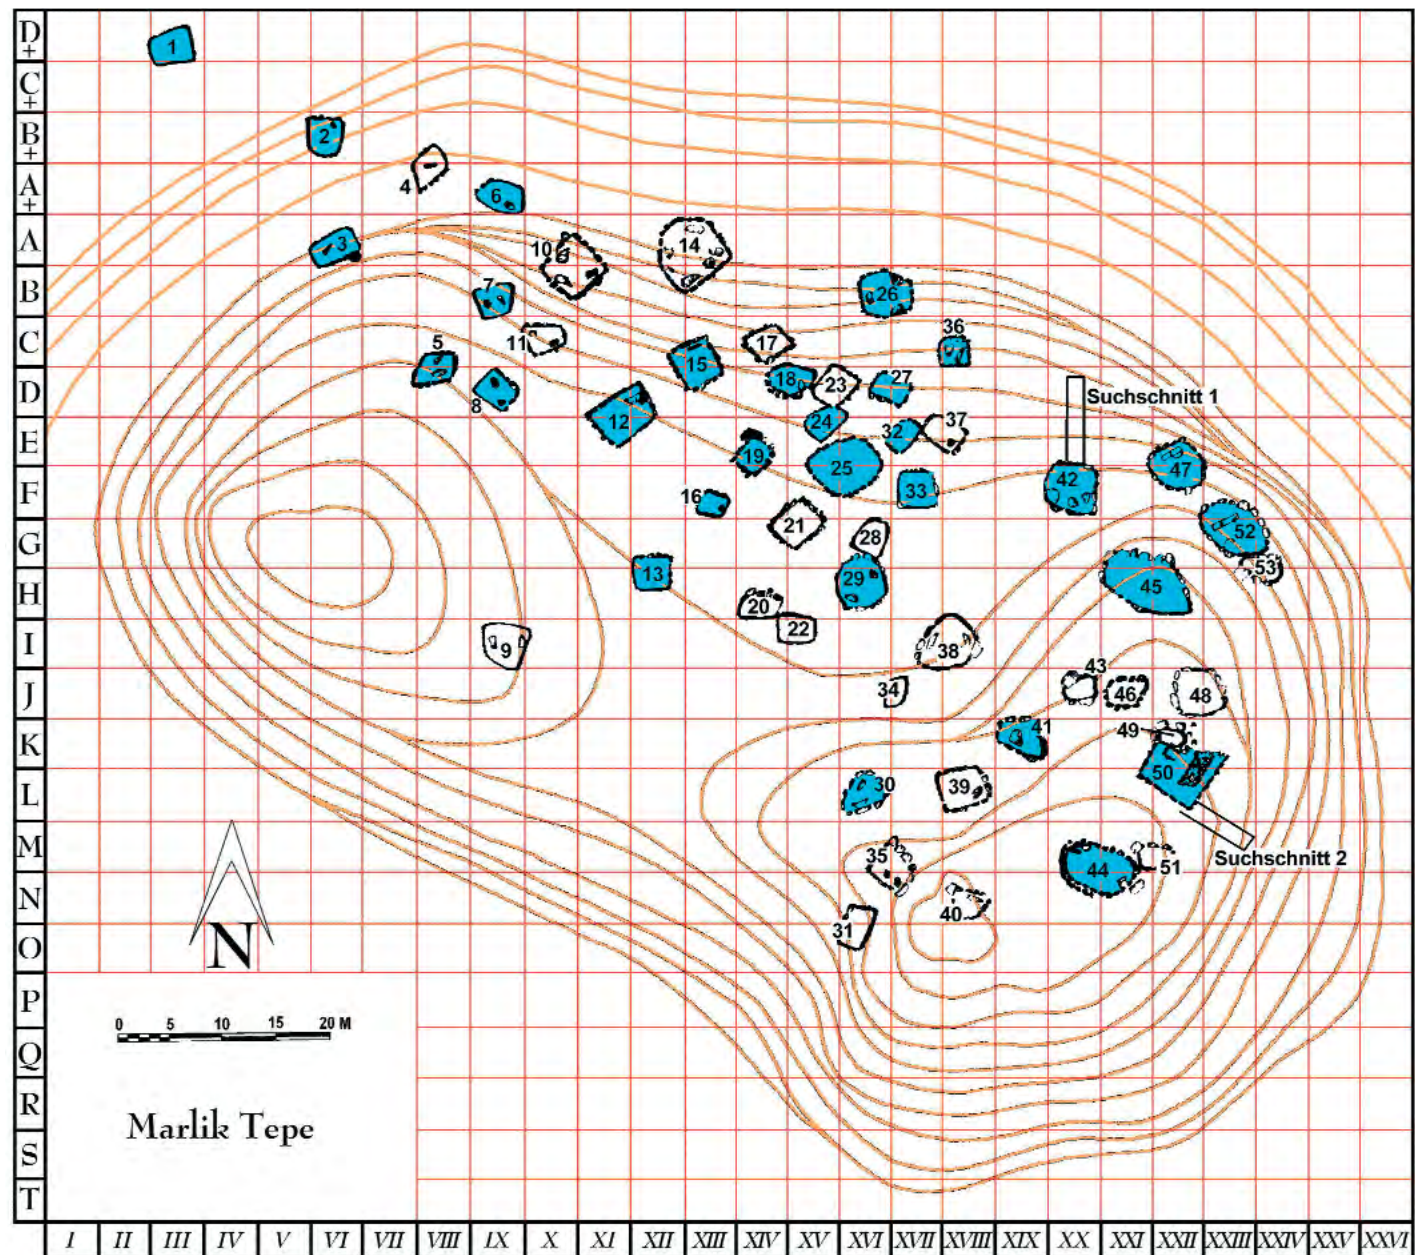 D+
C+
B+
A+
A
B
C
D
E
F
G
H
I
J
K
L
M
N
O
P
Q
R
S
T
1
2
4
6
3
10
14
7
26
11
17
36
5
15
18
23
27
8
12
24
32
37
Suchschnitt 1
19
25
47
16
33
42
21
28
52
13
29
45
53
20
22
9
38
34
43
46
48
41
49
50
30
39
35
44
51
Suchschnitt 2
31
40
N
0 5 10 15 20 M
Marlik Tepe
I II III IV V VI VII VIII IX X XI XII XIII XIV XV XVI XVII XVIII XIX XX XXI XXII XXIII XXIV XXV XXVI